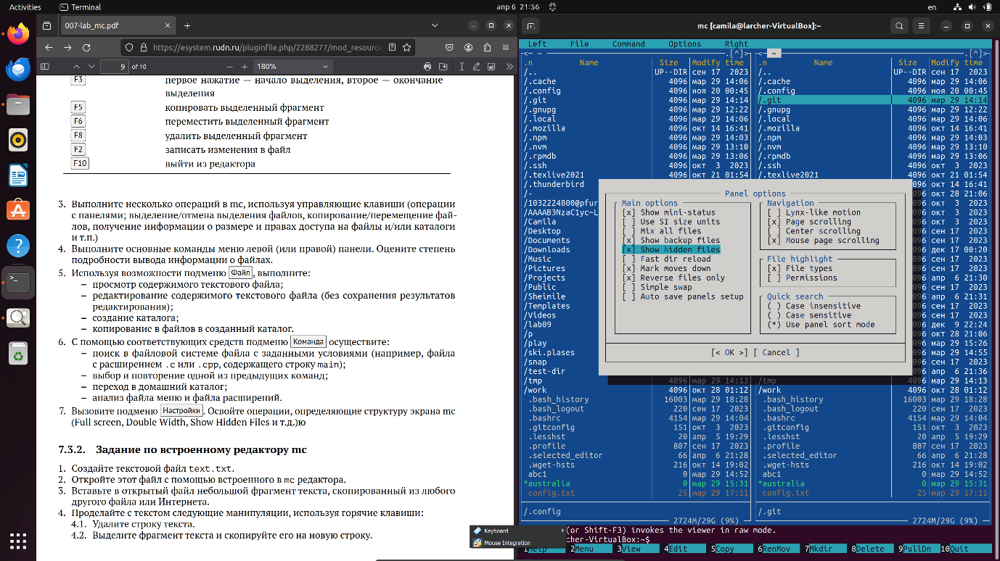 Activities
Terminal
апр 6 21:56
en
007-lab_mc.pdf
https://esystem.rudn.ru/pluginfile.php/2288277/mod_resource
9 of 10
180%
F3 первое нажатие — начало выделения, второе — окончание
выделения
F5 копировать выделенный фрагмент
F6 переместить выделенный фрагмент
F8 удалить выделенный фрагмент
F2 записать изменения в файл
F10 выйти из редактора
3. Выполните несколько операций в mc, используя управляющие клавиши (операции
с панелями; выделение/отмена выделения файлов, копирование/перемещение фай-
лов, получение информации о размере и правах доступа на файлы и/или каталоги
и т.п.)
4. Выполните основные команды меню левой (или правой) панели. Оцените степень
подробности вывода информации о файлах.
5. Используя возможности подменю Файл, выполните:
– просмотр содержимого текстового файла;
– редактирование содержимого текстового файла (без сохранения результатов
редактирования);
– создание каталога;
– копирование в файлов в созданный каталог.
6. С помощью соответствующих средств подменю Команда осуществите:
– поиск в файловой системе файла с заданными условиями (например, файла
с расширением .c или .cpp, содержащего строку main);
– выбор и повторение одной из предыдущих команд;
– переход в домашний каталог;
– анализ файла меню и файла расширений.
7. Вызовите подменю Настройки. Освойте операции, определяющие структуру экрана mc
(Full screen, Double Width, Show Hidden Files и т.д.)ю
7.3.2. Задание по встроенному редактору mc
1. Создайте текстовой файл text.txt.
2. Откройте этот файл с помощью встроенного в mc редактора.
3. Вставьте в открытый файл небольшой фрагмент текста, скопированный из любого
другого файла или Интернета.
4. Проделайте с текстом следующие манипуляции, используя горячие клавиши:
4.1. Удалите строку текста.
4.2. Выделите фрагмент текста и скопируйте его на новую строку.
Keyboard
Mouse Integration
mc [camila@larcher-VirtualBox]:~
Left File Command Options Right
<─ ~ .[^]>
.n Name Size Modify time
/.. UP--DIR сен 17 2023
/.cache 4096 мар 29 14:06
/.config 4096 ноя 20 00:45
/.git 4096 мар 29 14:14
/.gnupg 4096 мар 29 12:22
/.local 4096 мар 29 14:06
/.mozilla 4096 окт 14 16:41
/.npm 4096 мар 29 14:03
/.nvm 4096 мар 29 13:10
/.rpmdb 4096 мар 29 13:06
/.ssh 4096 окт 3 2023
/.texlive2021 4096 окт 21 01:54
/.thunderbird
/-
/1032224800@pfur
/AAAAB3NzaC1yc~L
/Camila
/Desktop
/Documents
/Downloads
/Music
/Pictures
/Projects
/Public
/Sheimile
/Templates
/Videos
/lab09
/p
/play
/ski.plases
/snap
/test-dir
/tmp 4096 мар 29 14:13
/work 4096 окт 28 01:12
.bash_history 16003 мар 29 18:28
.bash_logout 220 сен 17 2023
.bashrc 4154 мар 29 14:04
.gitconfig 151 окт 3 2023
.lesshst 20 апр 5 19:29
.profile 807 сен 17 2023
.selected_editor 66 апр 6 21:28
.wget-hsts 216 окт 14 19:02
abc1 0 мар 29 14:52
*australia 0 мар 29 15:31
config.txt 25 мар 29 17:11
/.config
2724M/29G (9%)
<─ ~ .[^]>
.n Name Size Modify time
/.. UP--DIR сен 17 2023
/.cache 4096 мар 29 14:06
/.config 4096 ноя 20 00:45
/.git 4096 мар 29 14:14
/.gnupg 4096 мар 29 12:22
/.local 4096 мар 29 14:06
/.mozilla 4096 окт 14 16:41
/.npm 4096 мар 29 14:03
/.nvm 4096 мар 29 13:10
/.rpmdb 4096 мар 29 13:06
/.ssh 4096 окт 3 2023
/.texlive2021 4096 окт 21 01:54
096 окт 14 16:41
096 окт 28 21:06
096 окт 3 2023
096 окт 3 2023
096 окт 3 2023
096 сен 17 2023
096 сен 17 2023
096 дек 17 00:20
096 сен 17 2023
096 сен 17 2023
096 апр 6 21:30
096 сен 17 2023
096 апр 6 21:31
096 сен 17 2023
096 сен 17 2023
096 дек 9 22:24
096 окт 28 21:06
096 мар 29 15:26
096 мар 29 14:55
096 сен 17 2023
096 апр 6 21:36
/tmp 4096 мар 29 14:13
/work 4096 окт 28 01:12
.bash_history 16003 мар 29 18:28
.bash_logout 220 сен 17 2023
.bashrc 4154 мар 29 14:04
.gitconfig 151 окт 3 2023
.lesshst 20 апр 5 19:29
.profile 807 сен 17 2023
.selected_editor 66 апр 6 21:28
.wget-hsts 216 окт 14 19:02
abc1 0 мар 29 14:52
*australia 0 мар 29 15:31
config.txt 25 мар 29 17:11
/.git
2724M/29G (9%)
Panel options
Main options
[x] Show mini-status
[ ] Use SI size units
[ ] Mix all files
[x] Show backup files
[x] Show hidden files
[ ] Fast dir reload
[x] Mark moves down
[x] Reverse files only
[ ] Simple swap
[ ] Auto save panels setup
Navigation
[ ] Lynx-like motion
[x] Page scrolling
[ ] Center scrolling
[x] Mouse page scrolling
File highlight
[x] File types
[ ] Permissions
Quick search
( ) Case insensitive
( ) Case sensitive
(*) Use panel sort mode
[< OK >] [ Cancel ]
(or Shift-F3) invokes the viewer in raw mode.
cher-VirtualBox:~$
1Help 2Menu 3View 4Edit 5Copy 6RenMov 7Mkdir 8Delete 9PullDn 10Quit